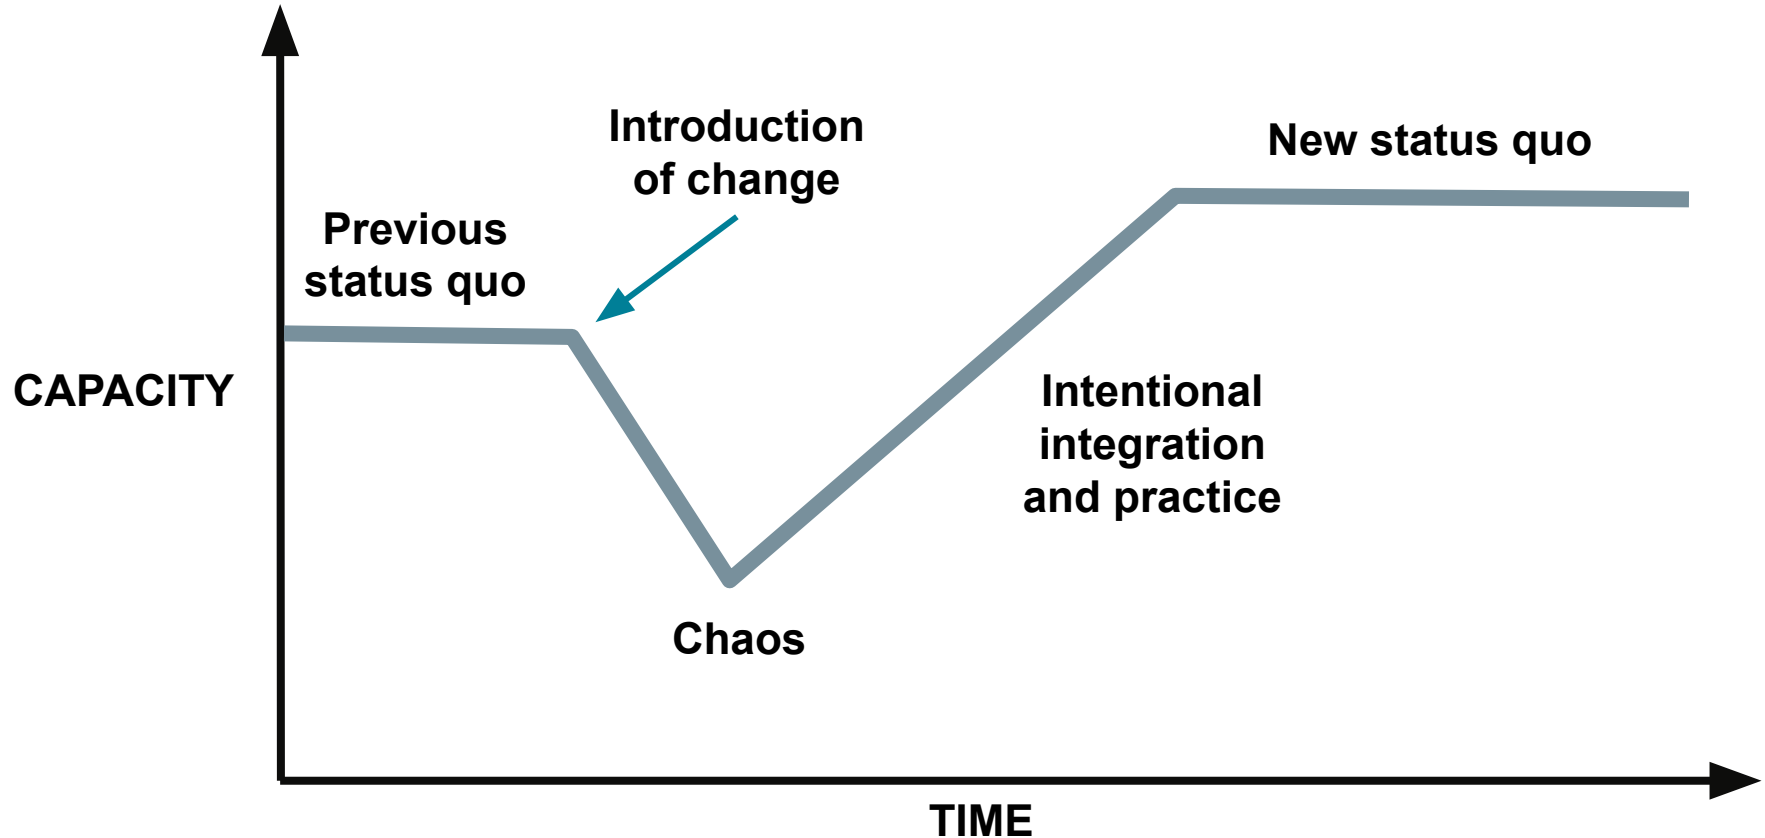 Introduction
of change
New status quo
Previous
status quo
CAPACITY
Intentional
integration
and practice
Chaos
TIME